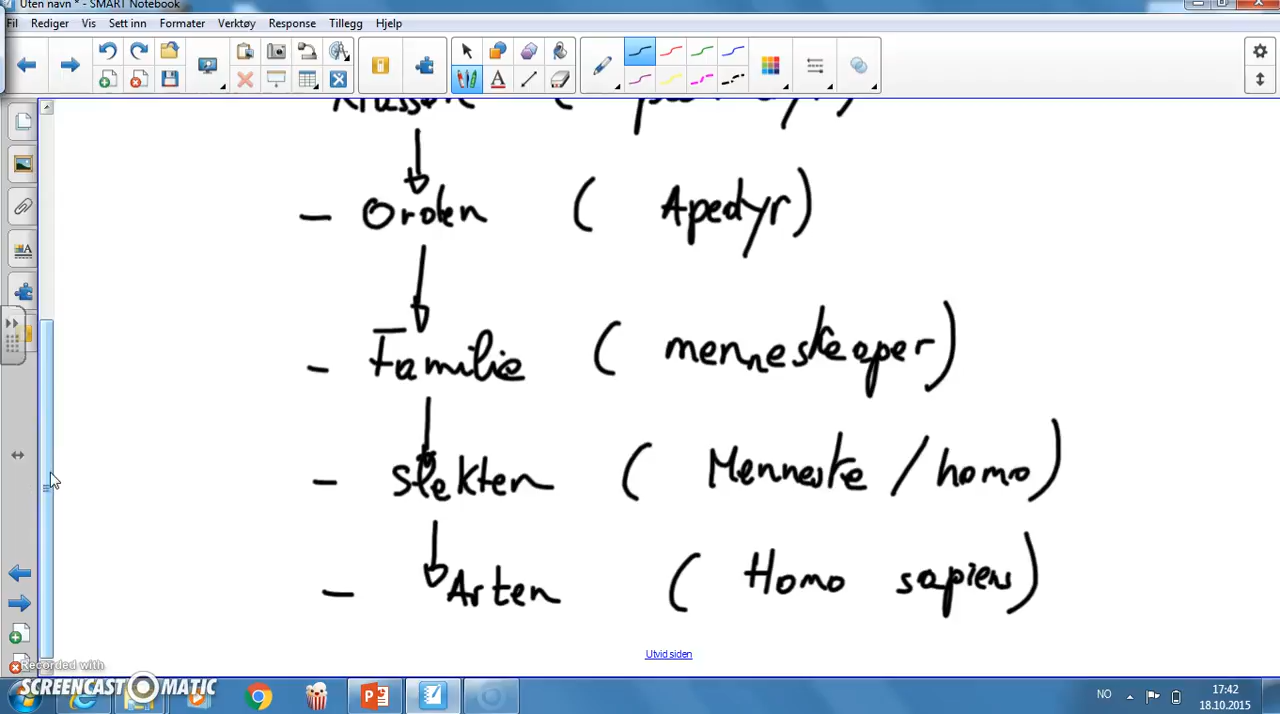 Uten navn * - SMART Notebook
Fil Rediger Vis Sett inn Formater Verktøy Response Tillegg Hjelp
Klassen (
- Orden ( Apedyr)
- Familie ( menneskeaper)
- Slekten ( Menneske / homo)
- Arten ( Homo sapiens)
Utvid siden
Recorded with
SCREENCAST-O-MATIC
NO 17:42
18.10.2015